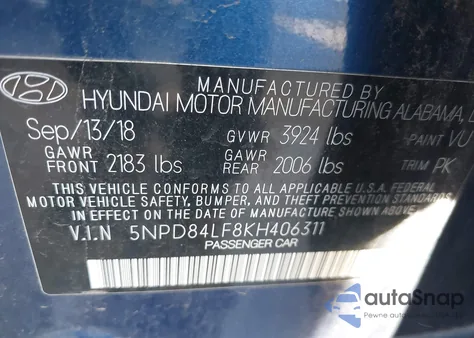 MANUFACTURED BY
HYUNDAI MOTOR MANUFACTURING ALABAMA,
Sep/13/18 GVWR 3924 lbs PAINT VU
GAWR FRONT 2183 lbs GAWR REAR 2006 lbs TRIM PK
THIS VEHICLE CONFORMS TO ALL APPLICABLE U.S.A. FEDERAL
MOTOR VEHICLE SAFETY, BUMPER, AND THEFT PREVENTION
STANDARDS IN EFFECT ON THE DATE OF MANUFACTURE SHOWN ABOVE.
V.I.N 5NPD84LF8KH406311
PASSENGER CAR
autoSnap
Pewne auto